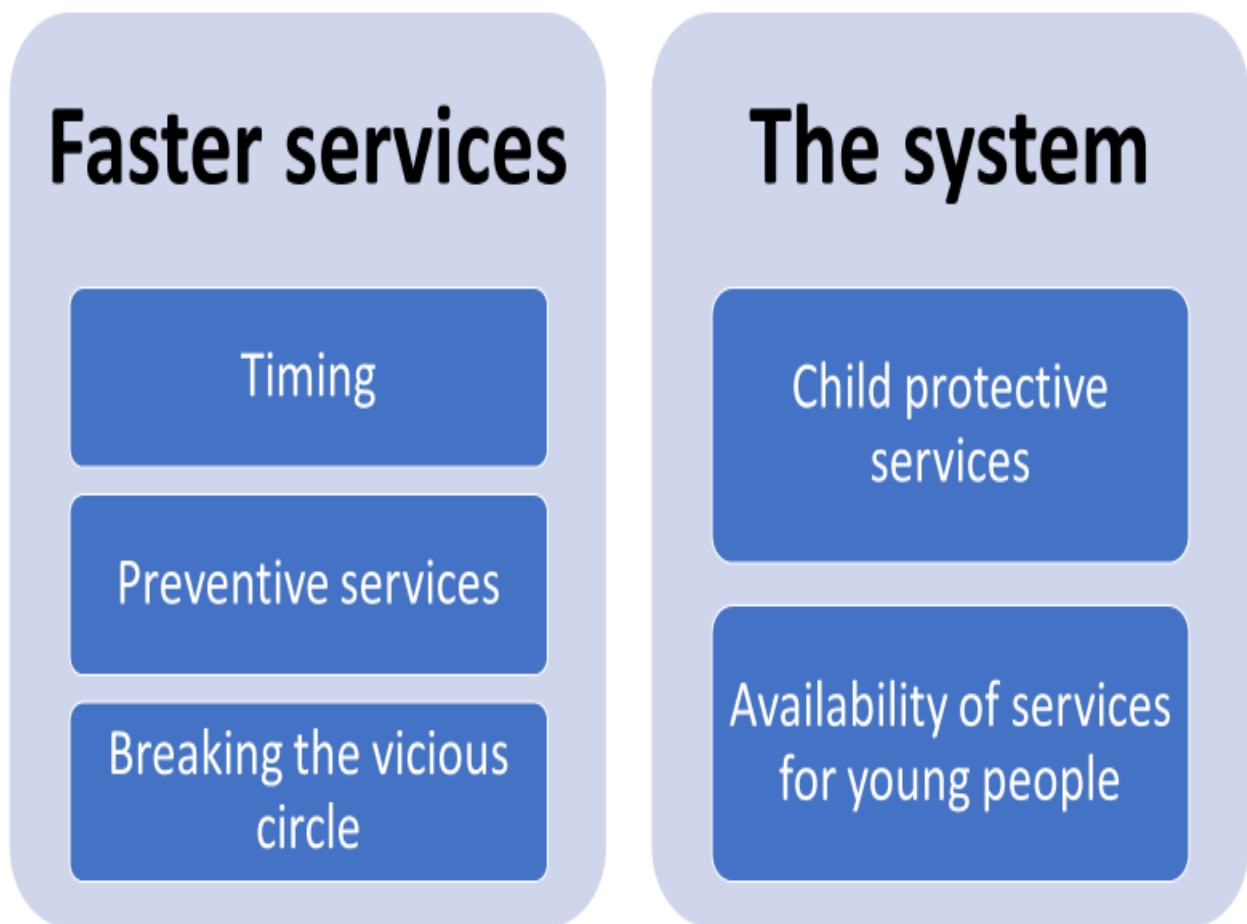 Faster services
Timing
Preventive services
Breaking the vicious
circle
The system
Child protective
services
Availability of services
for young people